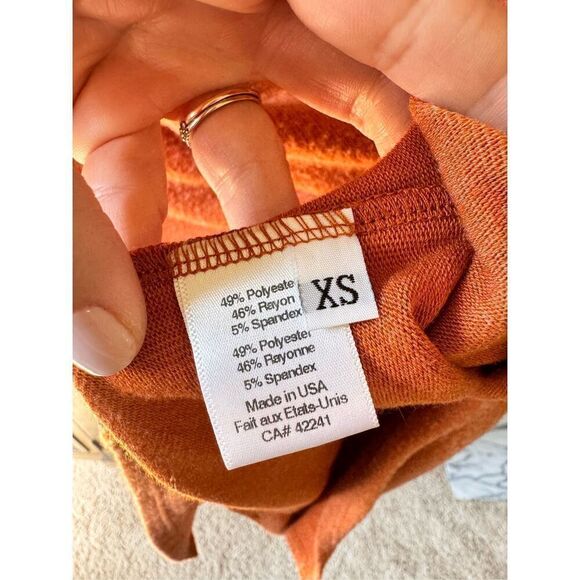 49% Polyeste
46% Rayon
5% Spandex
XS
49% Polyester
46% Rayonne
5% Spandex
Made in USA
Fait aux Etats-Unis
CA# 42241